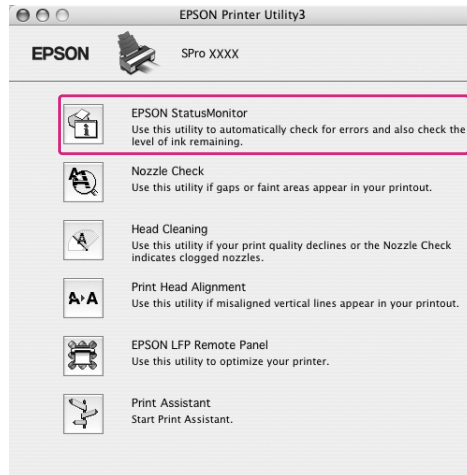 EPSON Printer Utility3
EPSON
SPro XXXX
EPSON StatusMonitor
Use this utility to automatically check for errors and also check the
level of ink remaining.
Nozzle Check
Use this utility if gaps or faint areas appear in your printout.
Head Cleaning
Use this utility if your print quality declines or the Nozzle Check
indicates clogged nozzles.
A A
Print Head Alignment
Use this utility if misaligned vertical lines appear in your printout.
EPSON LFP Remote Panel
Use this utility to optimize your printer.
Print Assistant
Start Print Assistant.